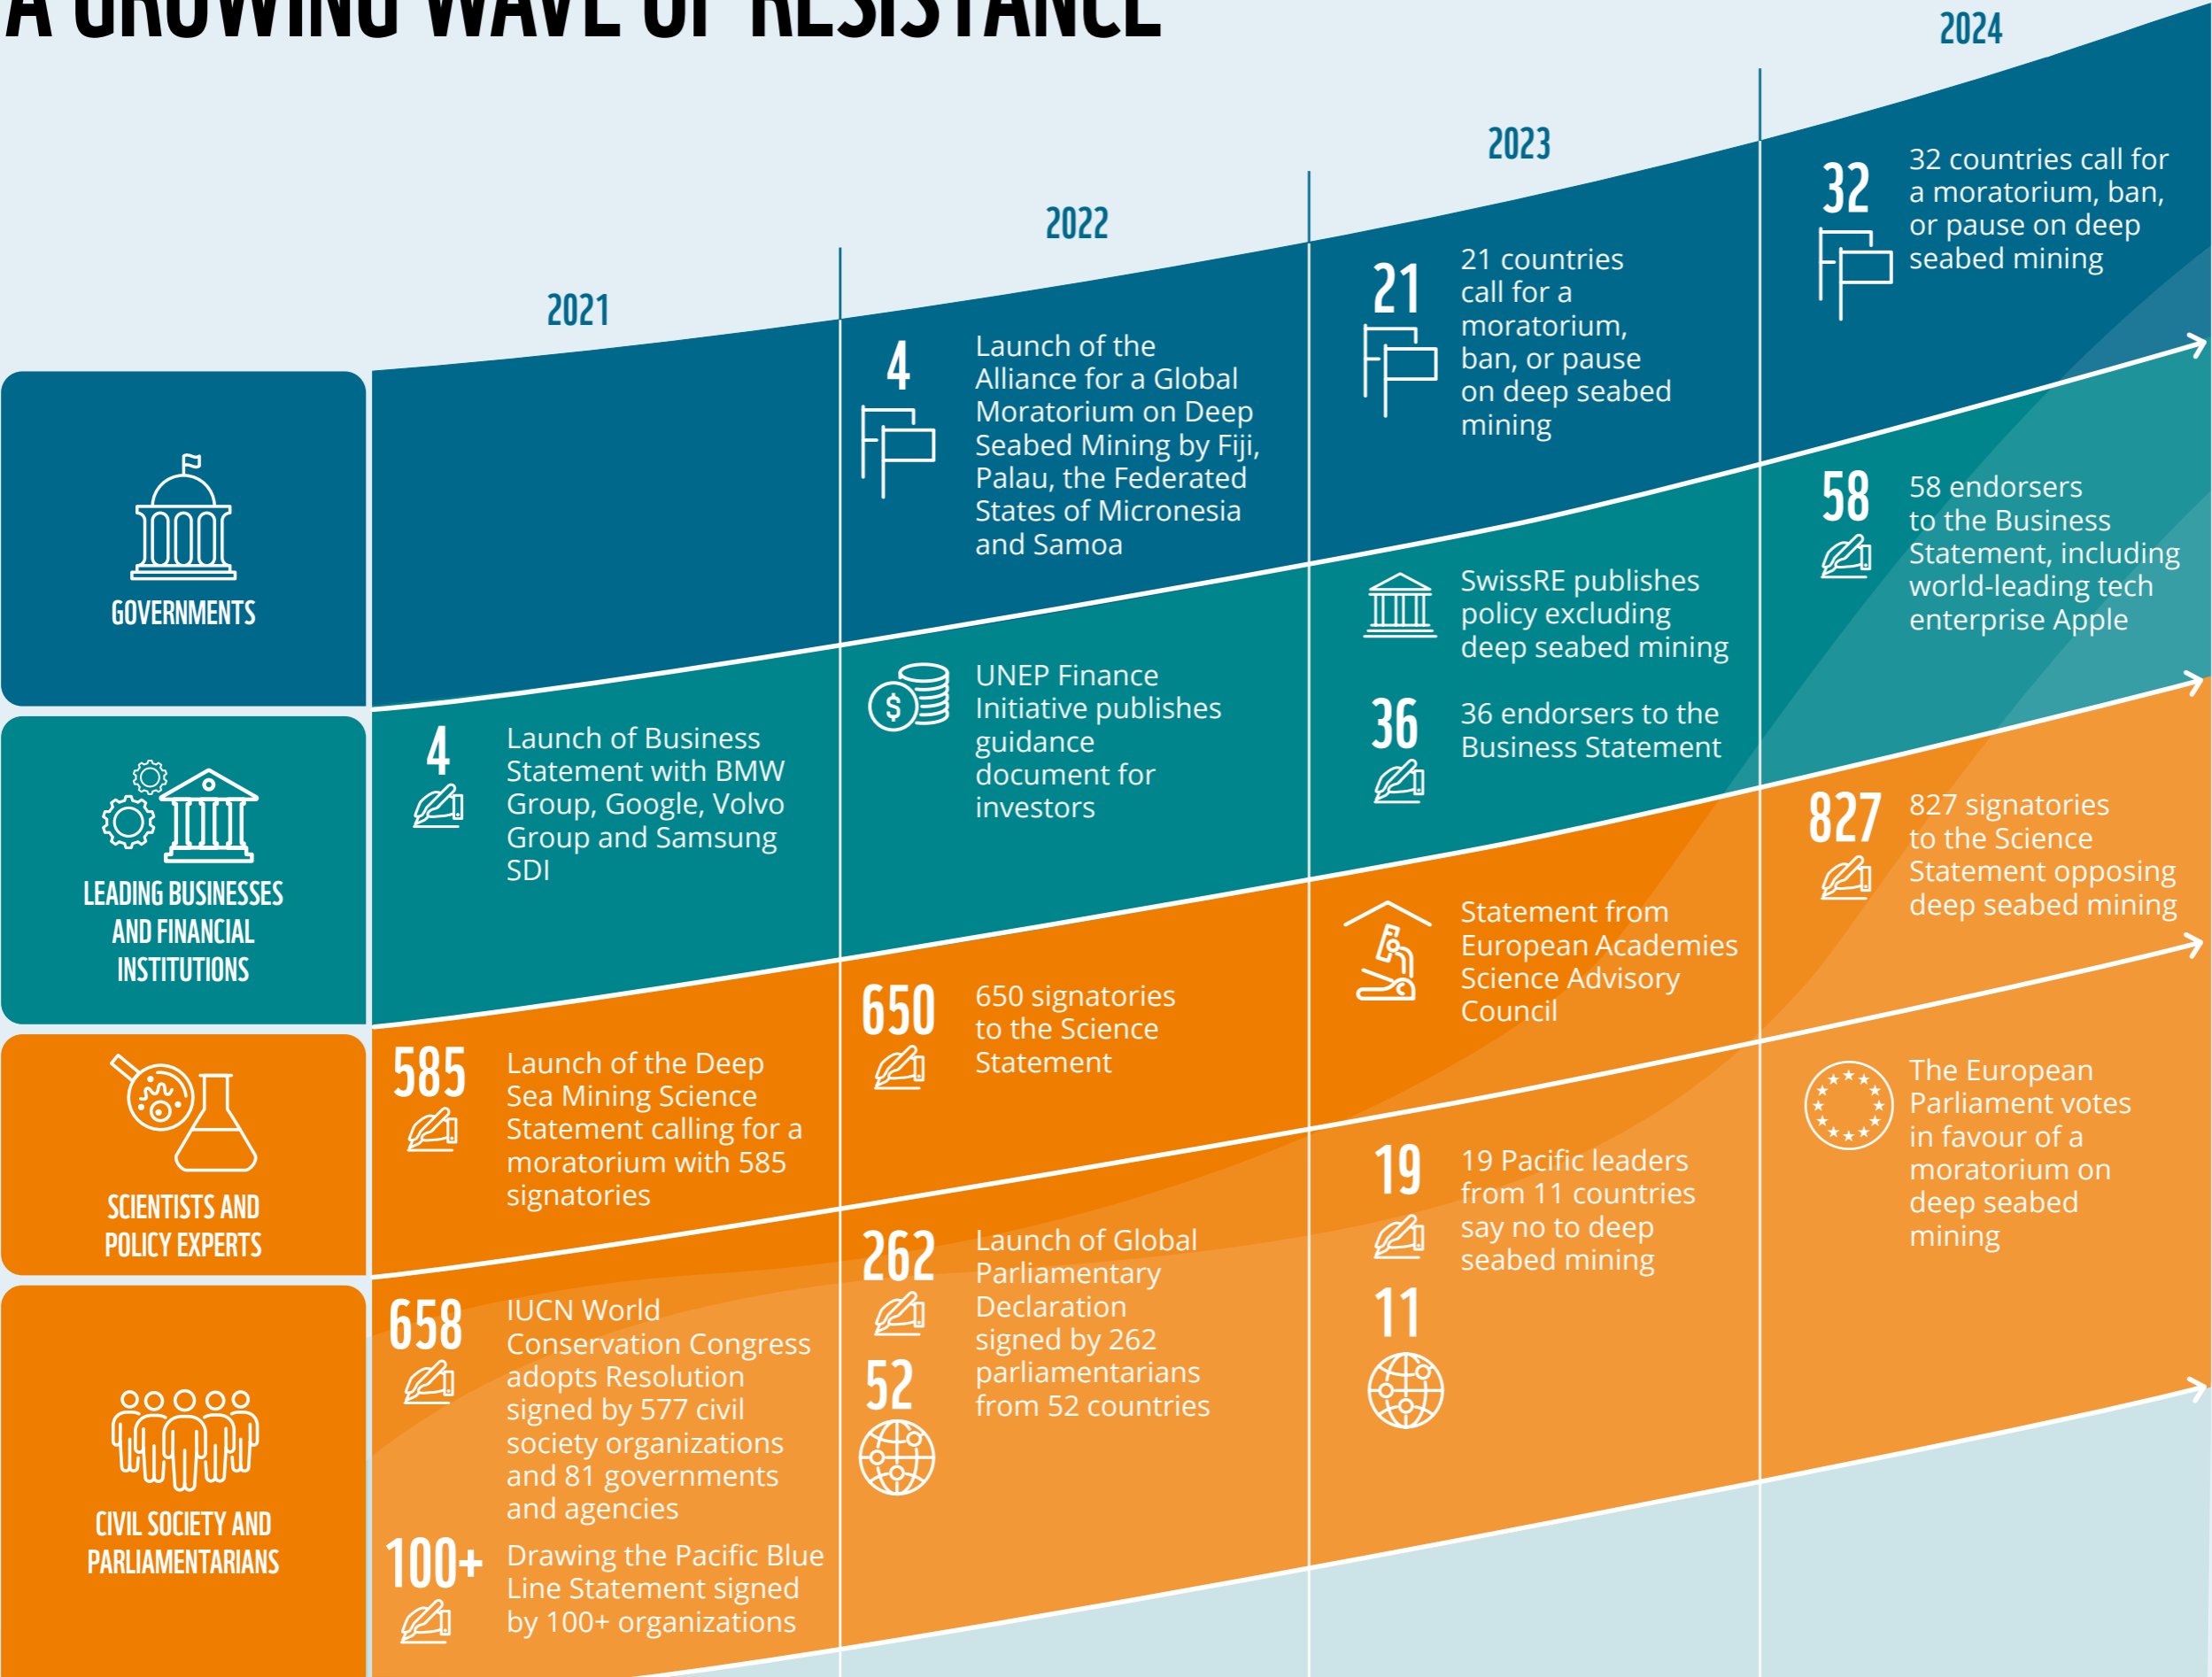 A GROWING WAVE OF RESISTANCE
2021
2022
2023
2024
GOVERNMENTS
4
Launch of the
Alliance for a Global
Moratorium on Deep
Seabed Mining by Fiji,
Palau, the Federated
States of Micronesia
and Samoa
21
21 countries
call for a
moratorium,
ban, or pause
on deep seabed
mining
32
32 countries call for
a moratorium, ban,
or pause on deep
seabed mining
LEADING BUSINESSES
AND FINANCIAL
INSTITUTIONS
4
Launch of Business
Statement with BMW
Group, Google, Volvo
Group and Samsung
SDI
$
UNEP Finance
Initiative publishes
guidance
document for
investors
SwissRE publishes
policy excluding
deep seabed mining
36
36 endorsers to the
Business Statement
58
58 endorsers
to the Business
Statement, including
world-leading tech
enterprise Apple
SCIENTISTS AND
POLICY EXPERTS
585
Launch of the Deep
Sea Mining Science
Statement calling for a
moratorium with 585
signatories
650
650 signatories
to the Science
Statement
Statement from
European Academies
Science Advisory
Council
827
827 signatories
to the Science
Statement opposing
deep seabed mining
CIVIL SOCIETY AND
PARLIAMENTARIANS
658
IUCN World
Conservation Congress
adopts Resolution
signed by 577 civil
society organizations
and 81 governments
and agencies
100+
Drawing the Pacific Blue
Line Statement signed
by 100+ organizations
262
52
Launch of Global
Parliamentary
Declaration
signed by 262
parliamentarians
from 52 countries
19
11
19 Pacific leaders
from 11 countries
say no to deep
seabed mining
The European
Parliament votes
in favour of a
moratorium on
deep seabed
mining